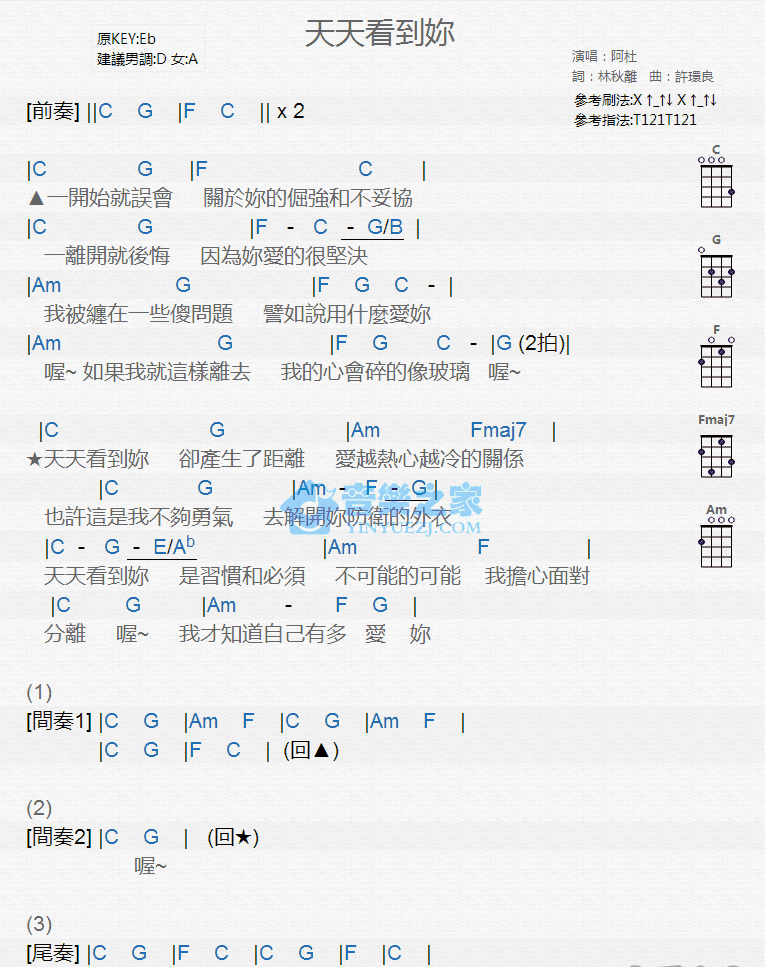 天天看到妳
原KEY:Eb
建議男調:D 女:A
演唱：阿杜
詞：林秋離 曲：許環良
參考刷法:X ↑_↑↓ X ↑_↑↓
參考指法:T121T121
[前奏] ||C G |F C || x 2
|C G |F C |
▲一開始就誤會 關於妳的倔強和不妥協
|C G |F - C - G/B |
一離開就後悔 因為妳愛的很堅決
|Am G |F G C - |
我被纏在一些傻問題 譬如說用什麼愛妳
|Am G |F G C - |G (2拍)|
喔~ 如果我就這樣離去 我的心會碎的像玻璃 喔~
|C G |Am Fmaj7 |
★天天看到妳 卻產生了距離 愛越熱心越冷的關係
|C G |Am - F - G |
也許這是我不夠勇氣 去解開妳防衛的外衣
|C - G - E/Ab |Am F |
天天看到妳 是習慣和必須 不可能的可能 我擔心面對
|C G |Am - F G |
分離 喔~ 我才知道自己有多 愛 妳
(1)
[間奏1] |C G |Am F |C G |Am F |
|C G |F C | (回▲)
(2)
[間奏2] |C G | (回★)
喔~
(3)
[尾奏] |C G |F C |C G |F |C |
C
G
F
Fmaj7
Am
音樂之家
YINYUEZJ.COM